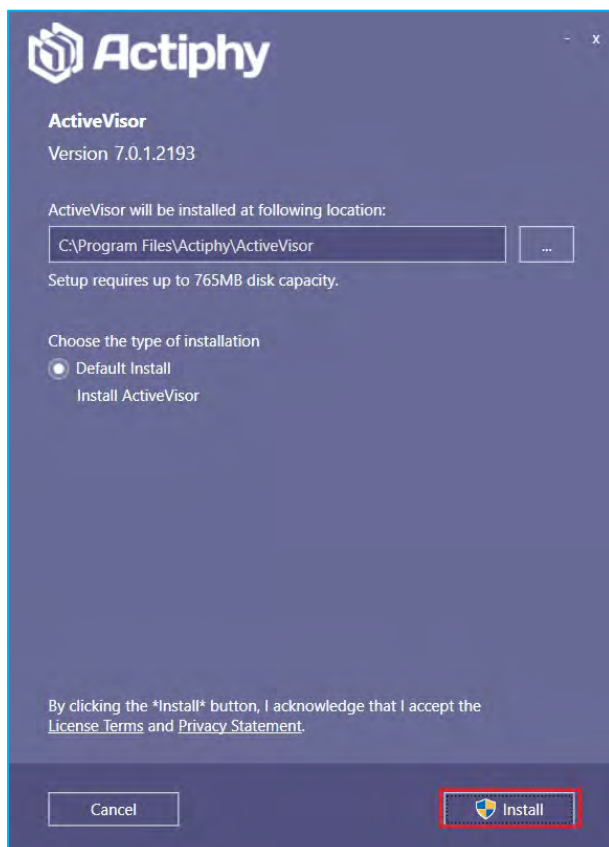 Actiphy
- x
ActiveVisor
Version 7.0.1.2193
ActiveVisor will be installed at following location:
C:\Program Files\Actiphy\ActiveVisor
...
Setup requires up to 765MB disk capacity.
Choose the type of installation
Default Install
Install ActiveVisor
By clicking the *Install* button, I acknowledge that I accept the
License Terms and Privacy Statement.
Cancel
Install